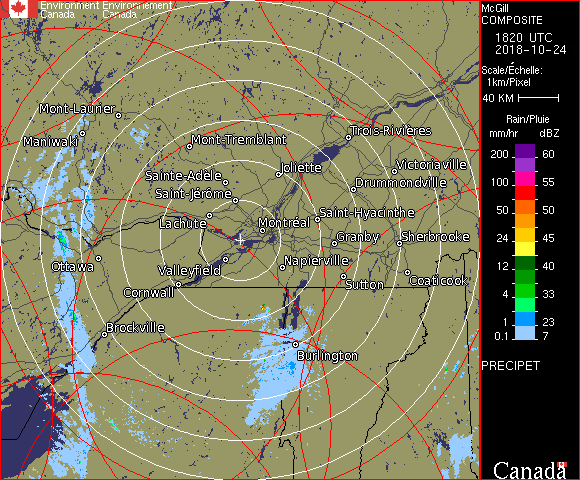 Environment Environnement
Canada Canada
McGill
COMPOSITE
1820 UTC
2018-10-24
Scale/Échelle:
1km/Pixel
40 KM
Rain/Pluie
mm/hr dBZ
200 60
100 55
50 50
24 45
12 40
4 33
1 23
0.1 7
PRECIPET
Canada
Mont-Laurier
Maniwaki
Mont-Tremblant
Trois-Rivières
Joliette
Victoriaville
Sainte-Adèle
Drummondville
Saint-Jérôme
Saint-Hyacinthe
Lachute
Montréal
Granby
Sherbrooke
Ottawa
Valleyfield
Napierville
Coaticook
Cornwall
Sutton
Brockville
Burlington